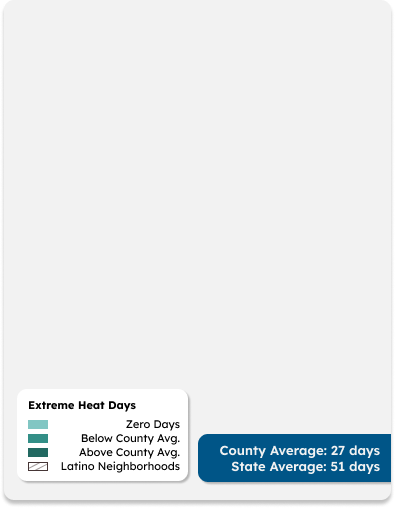 Extreme Heat Days
Zero Days
Below County Avg.
Above County Avg.
Latino Neighborhoods
County Average: 27 days
State Average: 51 days